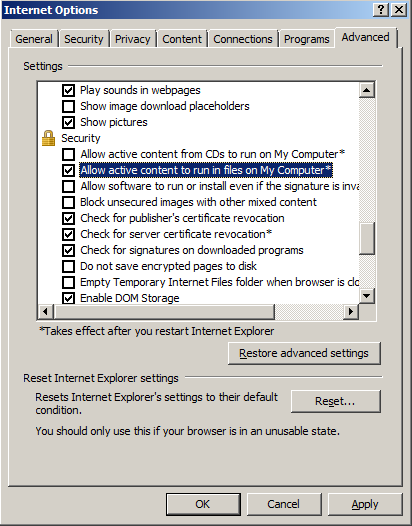 Internet Options
General Security Privacy Content Connections Programs Advanced
Settings
Play sounds in webpages
Show image download placeholders
Show pictures
Security
Allow active content from CDs to run on My Computer*
Allow active content to run in files on My Computer*
Allow software to run or install even if the signature is inva
Block unsecured images with other mixed content
Check for publisher's certificate revocation
Check for server certificate revocation*
Check for signatures on downloaded programs
Do not save encrypted pages to disk
Empty Temporary Internet Files folder when browser is clo
Enable DOM Storage
*Takes effect after you restart Internet Explorer
Restore advanced settings
Reset Internet Explorer settings
Resets Internet Explorer's settings to their default
condition.
Reset...
You should only use this if your browser is in an unusable state.
OK Cancel Apply